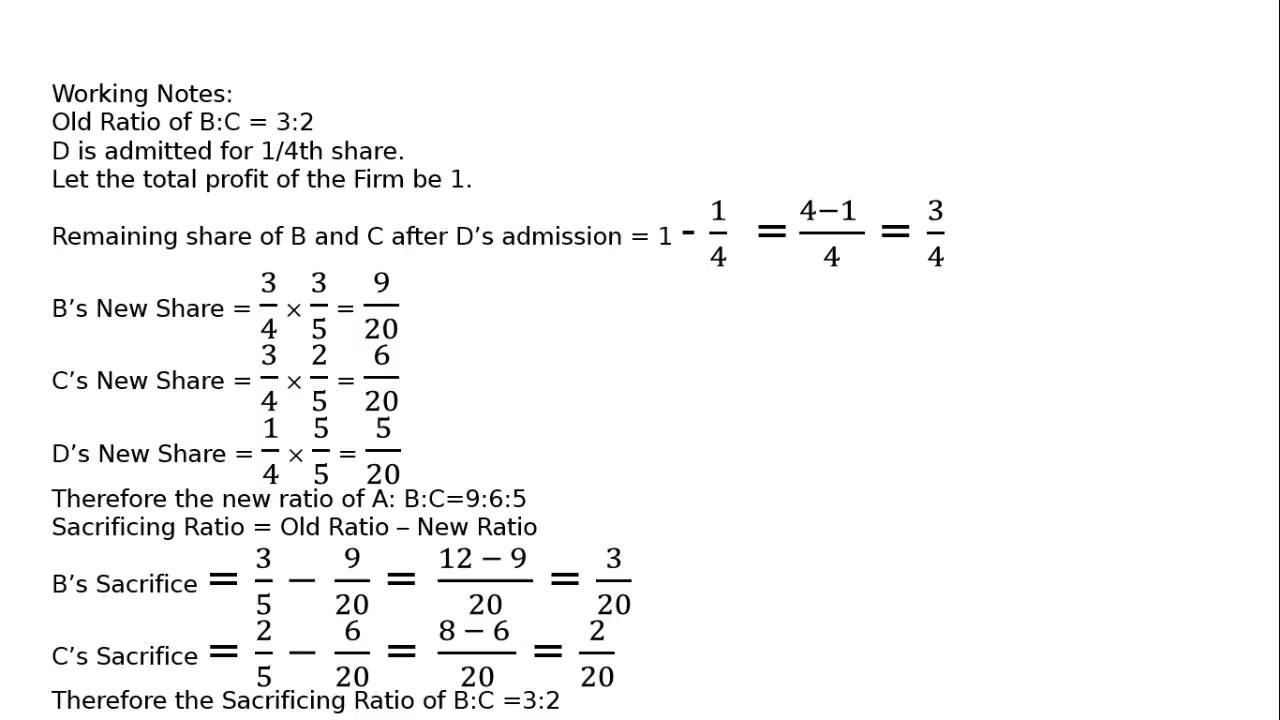 Working Notes:
Old Ratio of B:C = 3:2
D is admitted for 1/4th share.
Let the total profit of the Firm be 1.
Remaining share of B and C after D’s admission = 1 - 1/4 = 4−1/4 = 3/4
B’s New Share = 3/4 × 3/5 = 9/20
C’s New Share = 3/4 × 2/5 = 6/20
D’s New Share = 1/4 × 5/5 = 5/20
Therefore the new ratio of A: B:C=9:6:5
Sacrificing Ratio = Old Ratio – New Ratio
B’s Sacrifice = 3/5 − 9/20 = 12 − 9/20 = 3/20
C’s Sacrifice = 2/5 − 6/20 = 8 − 6/20 = 2/20
Therefore the Sacrificing Ratio of B:C =3:2